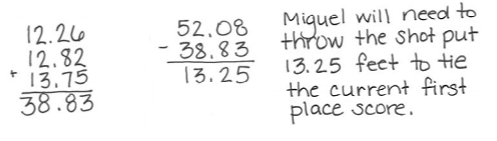 12.26
12.82
+ 13.75
38.83
52.08
- 38.83
13.25
Miguel will need to
throw the shot put
13.25 feet to tie
the current first
place score.